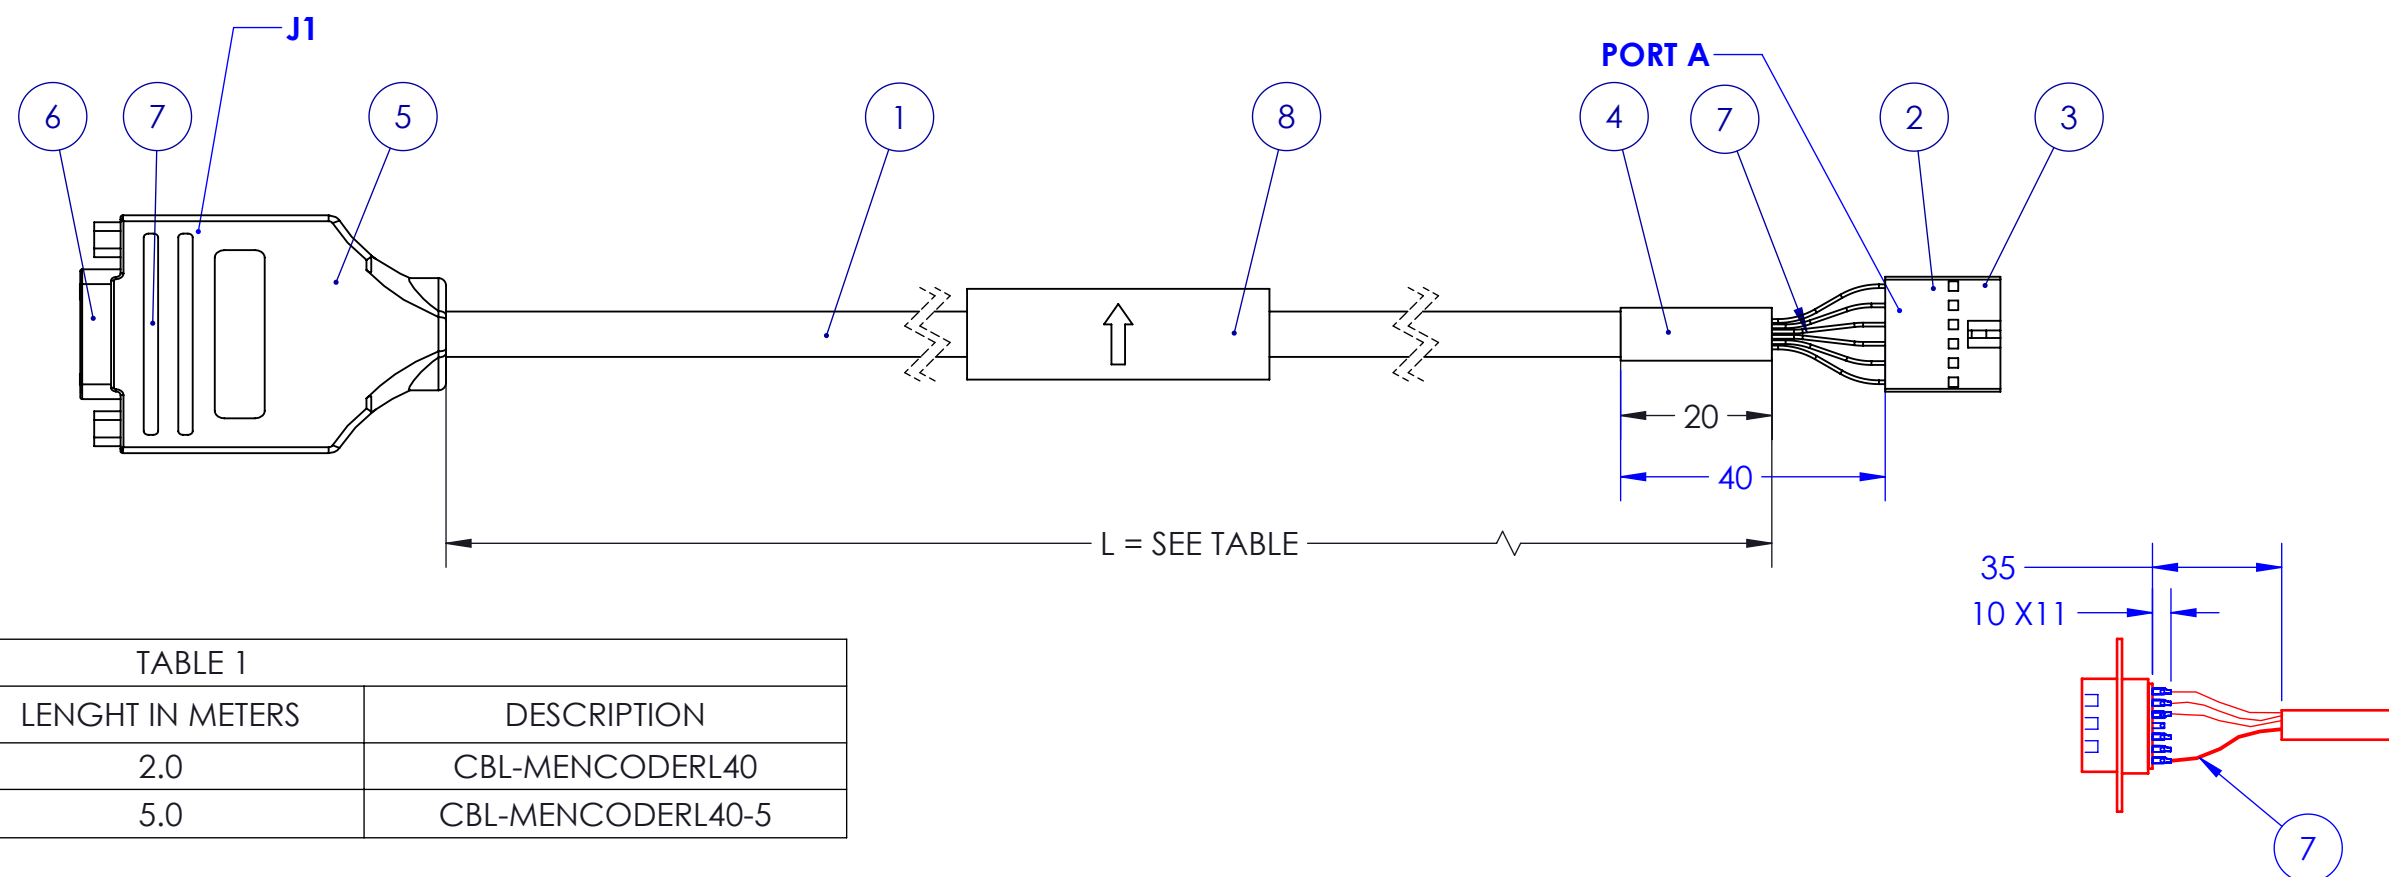 J1
PORT A
6 7 5 1 8 4 7 2 3
20
40
L = SEE TABLE
35
10 X11
TABLE 1
LENGHT IN METERS DESCRIPTION
2.0 CBL-MENCODERL40
5.0 CBL-MENCODERL40-5
7